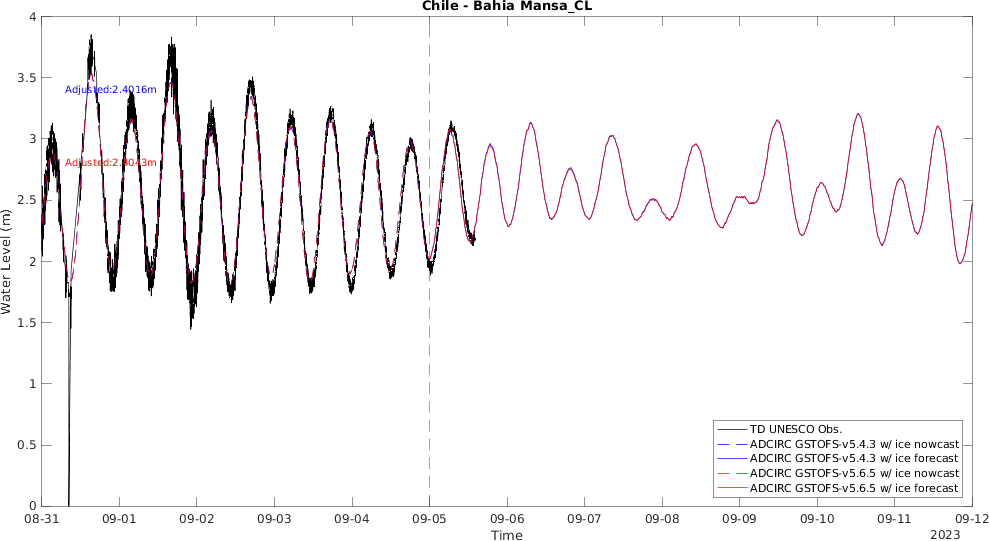 Chile - Bahia Mansa_CL
4
3.5
3
2.5
2
1.5
1
0.5
0
Water Level (m)
Adjusted:2.4016m
TD UNESCO Obs.
ADCIRC GSTOFS-v5.4.3 w/ ice nowcast
ADCIRC GSTOFS-v5.4.3 w/ ice forecast
ADCIRC GSTOFS-v5.6.5 w/ ice nowcast
ADCIRC GSTOFS-v5.6.5 w/ ice forecast
08-31 09-01 09-02 09-03 09-04 09-05 09-06 09-07 09-08 09-09 09-10 09-11 09-12
Time
2023